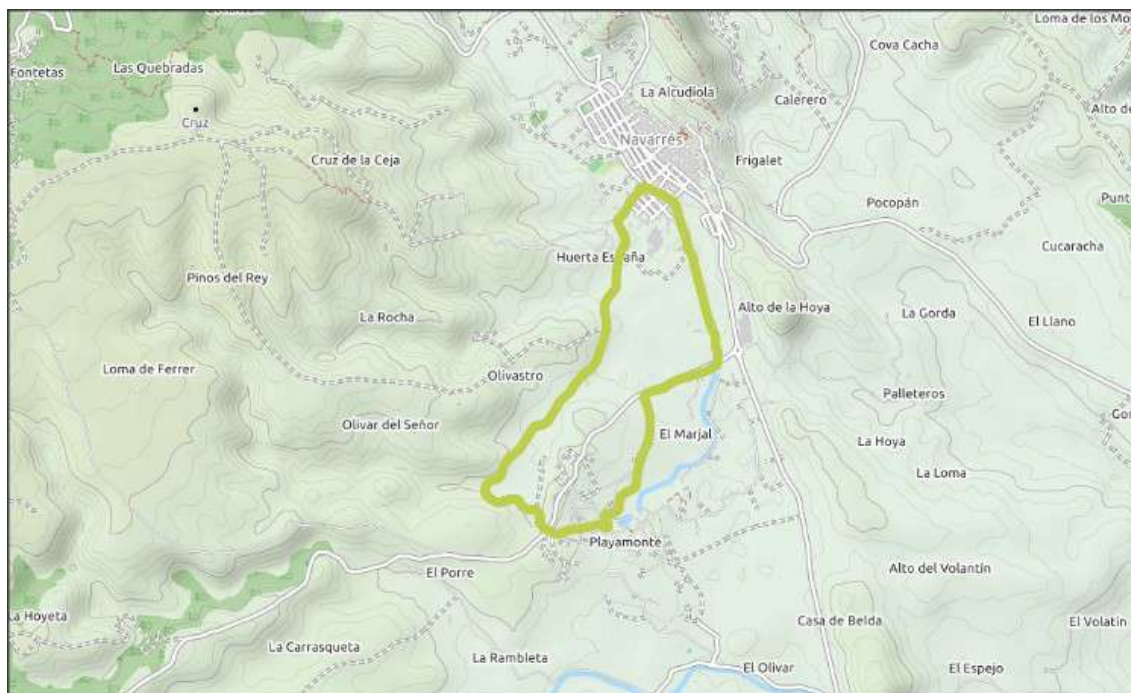 Loma de los Mo
Cova Cacha
Fontetas
Las Quebradas
La Alcudiola
Calerero
Alto de
Cruz
Navarrés
Cruz de la Ceja
Frigalet
Punt
Pocopán
Cucaracha
Huerta España
Pinos del Rey
Alto de la Hoya
La Rocha
La Gorda
El Llano
Loma de Ferrer
Olivastro
Palleteros
Gor
Olivar del Señor
El Marjal
La Hoya
La Loma
Playamonte
El Porre
Alto del Volantín
La Hoyeta
Casa de Belda
El Volatín
La Carrasqueta
La Rambleta
El Olivar
El Espejo